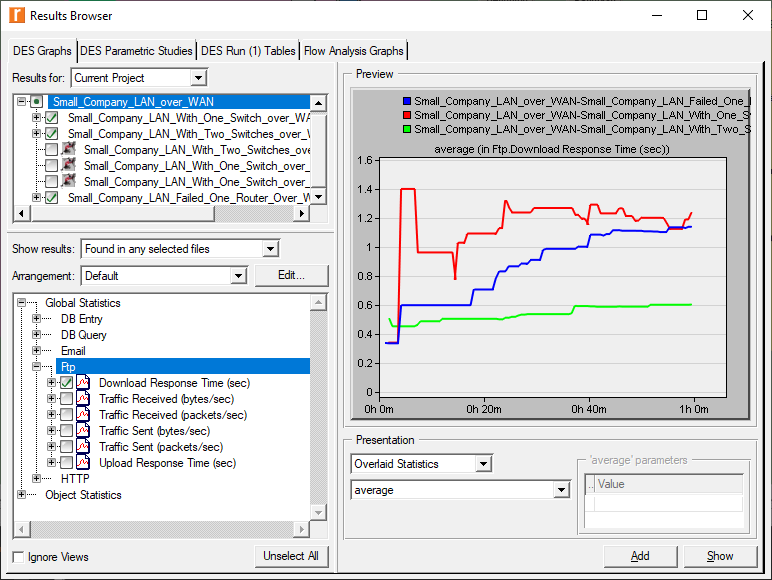 Results Browser
DES Graphs DES Parametric Studies DES Run (1) Tables Flow Analysis Graphs
Results for: Current Project
Small_Company_LAN_over_WAN
Small_Company_LAN_With_One_Switch_over_WA
Small_Company_LAN_With_Two_Switches_over_W
Small_Company_LAN_With_Two_Switches_ove
Small_Company_LAN_With_One_Switch_over_
Small_Company_LAN_With_One_Switch_over_
Small_Company_LAN_Failed_One_Router_Over_W
Show results: Found in any selected files
Arrangement: Default Edit...
Global Statistics
DB Entry
DB Query
Email
Ftp
Download Response Time (sec)
Traffic Received (bytes/sec)
Traffic Received (packets/sec)
Traffic Sent (bytes/sec)
Traffic Sent (packets/sec)
Upload Response Time (sec)
HTTP
Object Statistics
Ignore Views Unselect All
Preview
Small_Company_LAN_over_WAN-Small_Company_LAN_Failed_One_
Small_Company_LAN_over_WAN-Small_Company_LAN_With_One_S
Small_Company_LAN_over_WAN-Small_Company_LAN_With_Two_S
average (in Ftp.Download Response Time (sec))
1.6
1.4
1.2
1
0.8
0.6
0.4
0.2
0
0h 0m 0h 20m 0h 40m 1h 0m
Presentation
Overlaid Statistics
average
'average' parameters
.. Value
Add Show